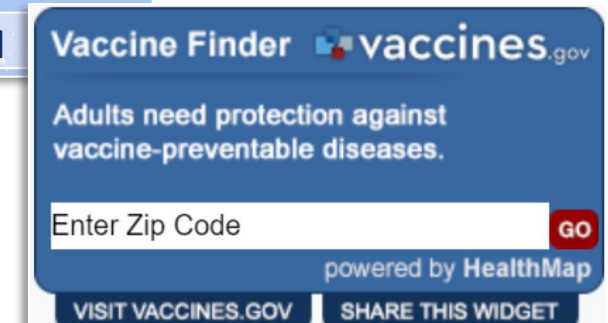 Vaccine Finder vaccines.gov
Adults need protection against
vaccine-preventable diseases.
Enter Zip Code GO
powered by HealthMap
VISIT VACCINES.GOV SHARE THIS WIDGET